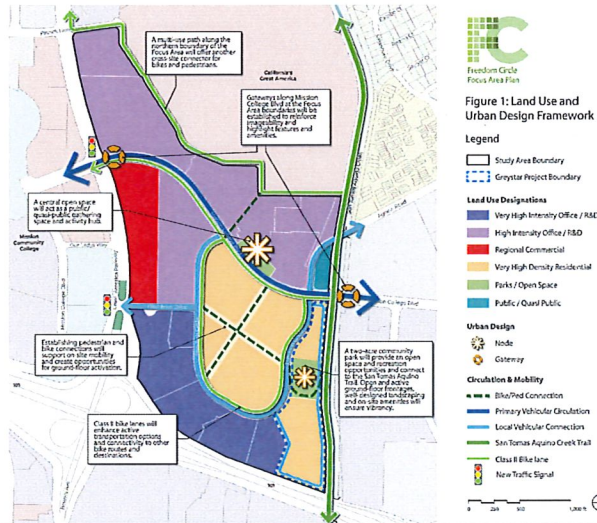 A multi-use path along the
northern boundary of the
Focus Area will offer another
cross-site connector for
bikes and pedestrians.
California's
Great America
Gateways along Mission
College Blvd at the Focus
Area Boundaries will be
established to reinforce
imageability and
highlight features and
amenities.
A central open space
will act as a public/
quasi-public gathering
space and activity hub.
Mission
Community
College
Establishing pedestrian and
bike connections will
support on site mobility
and create opportunities
for ground-floor activation.
A two-acre community
park will provide an open
space and recreation
opportunities and connect
to the San Tomas Aquino
Trail. Open and active
ground-floor frontages,
well-designed landscaping
and on-site amenities will
ensure vibrancy.
Class II bike lanes will
enhance active
transportation options
and connectivity to other
bike routes and
destinations.
101
101
FC
Freedom Circle
Focus Area Plan
Figure 1: Land Use and
Urban Design Framework
Legend
Study Area Boundary
Greystar Project Boundary
Land Use Designations
Very High Intensity Office / R&D
High Intensity Office / R&D
Regional Commercial
Very High Density Residential
Parks / Open Space
Public / Quasi Public
Urban Design
Node
Gateway
Circulation & Mobility
Bike/Ped Connection
Primary Vehicular Circulation
Local Vehicular Connection
San Tomas Aquino Creek Trail
Class II Bike lane
New Traffic Signal
0 250 500 1,000 ft